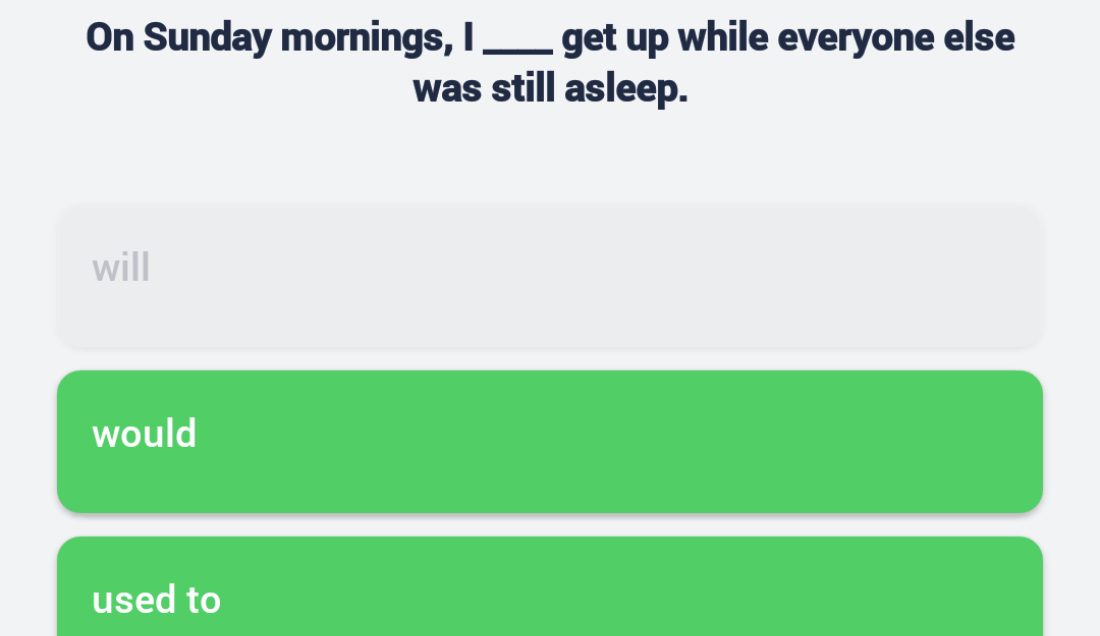 On Sunday mornings, I ____ get up while everyone else
was still asleep.
will
would
used to